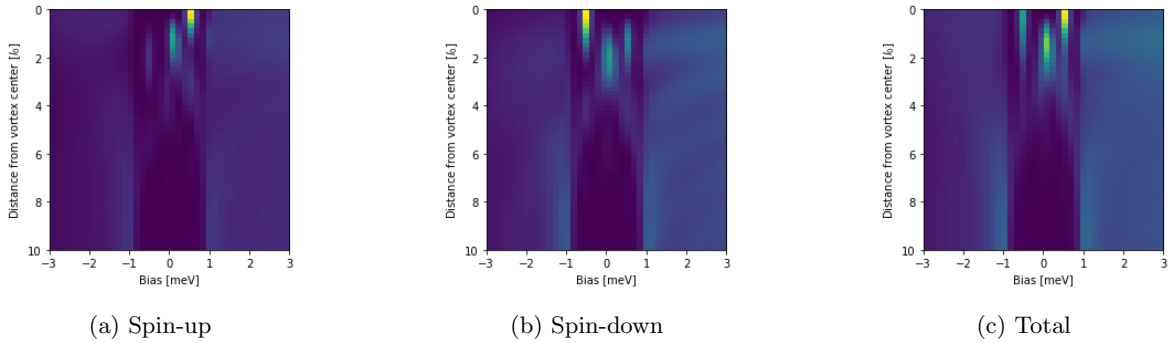 0
2
4
6
8
10
Distance from vortex center [l₀]
−3 −2 −1 0 1 2 3
Bias [meV]
(a) Spin-up
0
2
4
6
8
10
Distance from vortex center [l₀]
−3 −2 −1 0 1 2 3
Bias [meV]
(b) Spin-down
0
2
4
6
8
10
Distance from vortex center [l₀]
−3 −2 −1 0 1 2 3
Bias [meV]
(c) Total